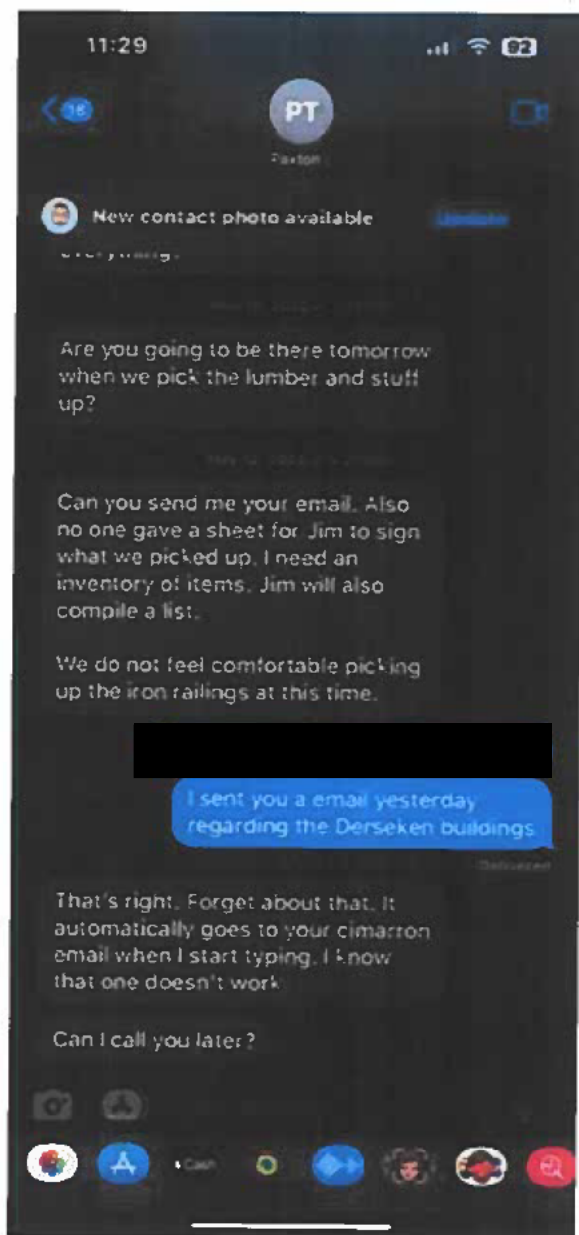 11:29
92
18
PT
Paxton
New contact photo available
Update
everything.
Are you going to be there tomorrow
when we pick the lumber and stuff
up?
Can you send me your email. Also
no one gave a sheet for Jim to sign
what we picked up. I need an
inventory of items. Jim will also
compile a list.
We do not feel comfortable picking
up the iron railings at this time.
I sent you a email yesterday
regarding the Derseken buildings
Delivered
That's right. Forget about that. It
automatically goes to your cimarron
email when I start typing. I know
that one doesn't work
Can I call you later?
Cash